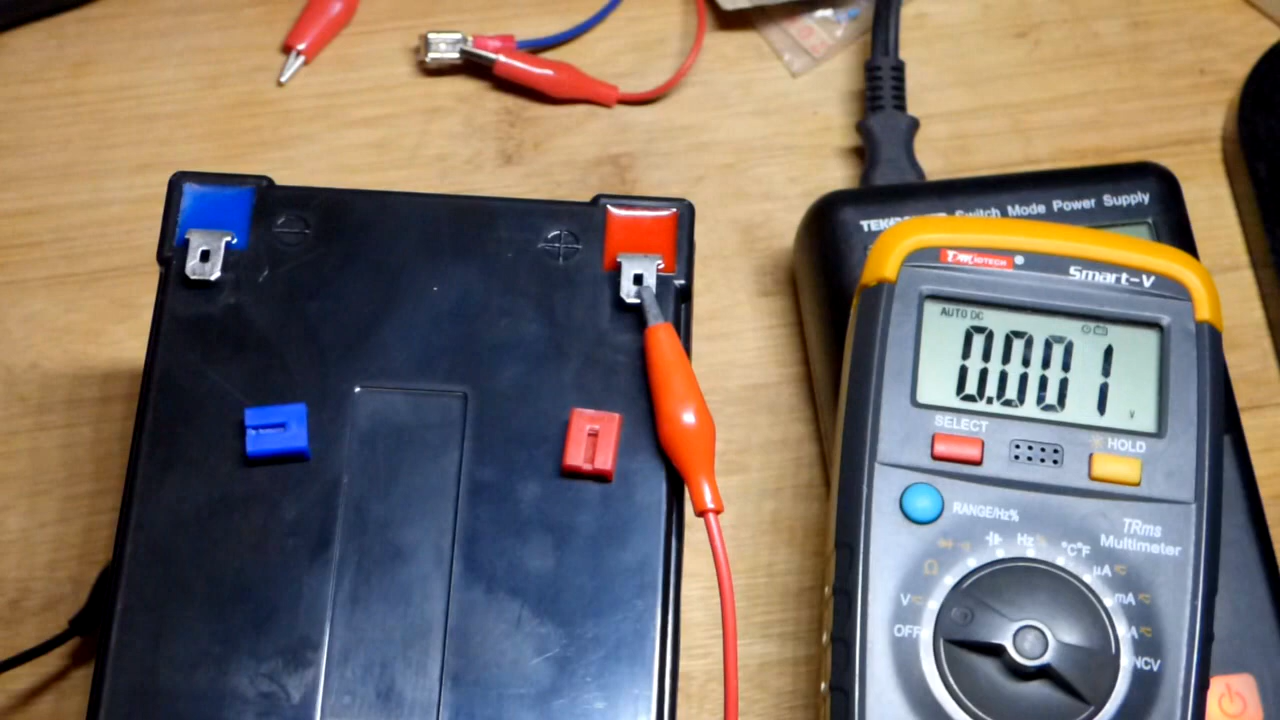 Switch Mode Power Supply
Smart-V
AUTO DC
0.001
V
SELECT
HOLD
RANGE/Hz%
TRms
Multimeter
Hz
°C°F
Ω
µA
V
mA
OFF
A
NCV